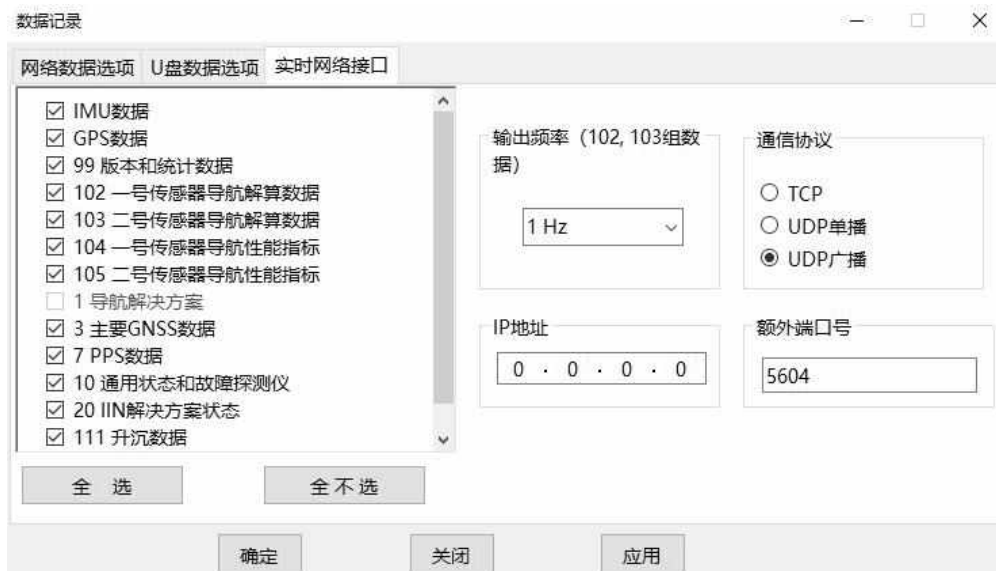 数据记录
网络数据选项 U盘数据选项 实时网络接口
IMU数据
GPS数据
99 版本和统计数据
102 一号传感器导航解算数据
103 二号传感器导航解算数据
104 一号传感器导航性能指标
105 二号传感器导航性能指标
1 导航解决方案
3 主要GNSS数据
7 PPS数据
10 通用状态和故障探测仪
20 IIN解决方案状态
111 升沉数据
全 选 全不选
输出频率（102, 103组数
据）
1 Hz
通信协议
TCP
UDP单播
UDP广播
IP地址
0 . 0 . 0 . 0
额外端口号
5604
确定 关闭 应用